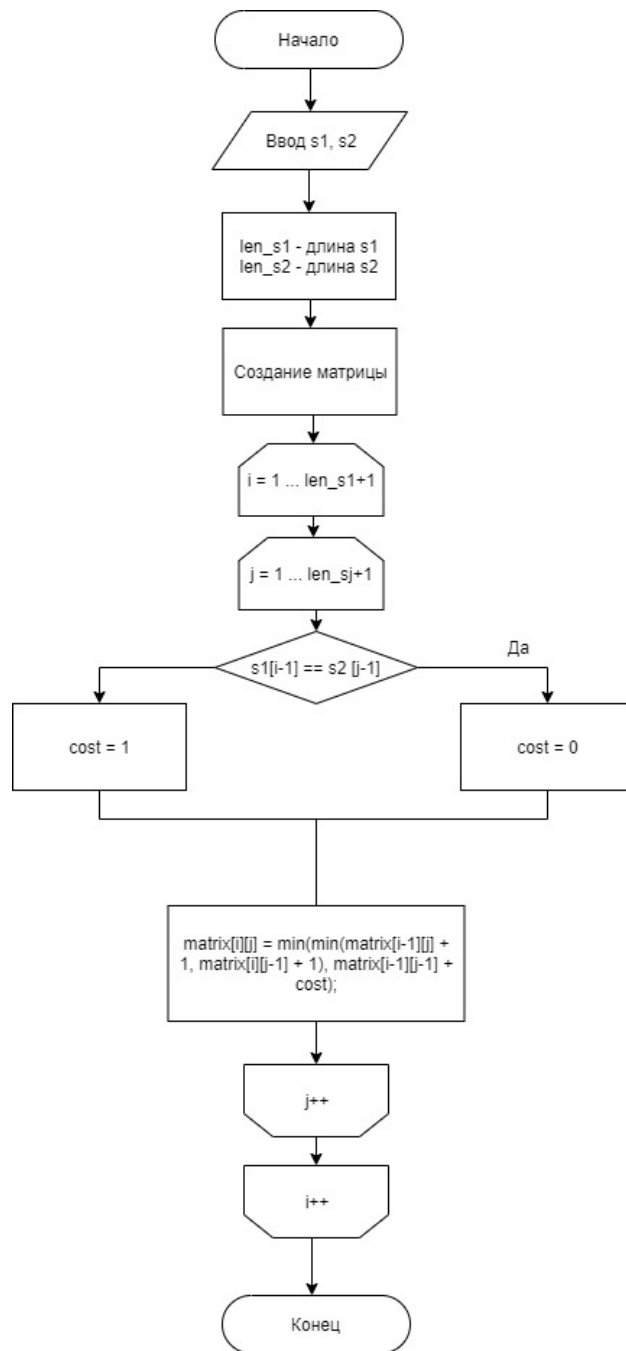 Начало
Ввод s1, s2
len_s1 - длина s1
len_s2 - длина s2
Создание матрицы
i = 1 ... len_s1+1
j = 1 ... len_sj+1
s1[i-1] == s2 [j-1]
Да
cost = 1
cost = 0
matrix[i][j] = min(min(matrix[i-1][j] +
1, matrix[i][j-1] + 1), matrix[i-1][j-1] +
cost);
j++
i++
Конец